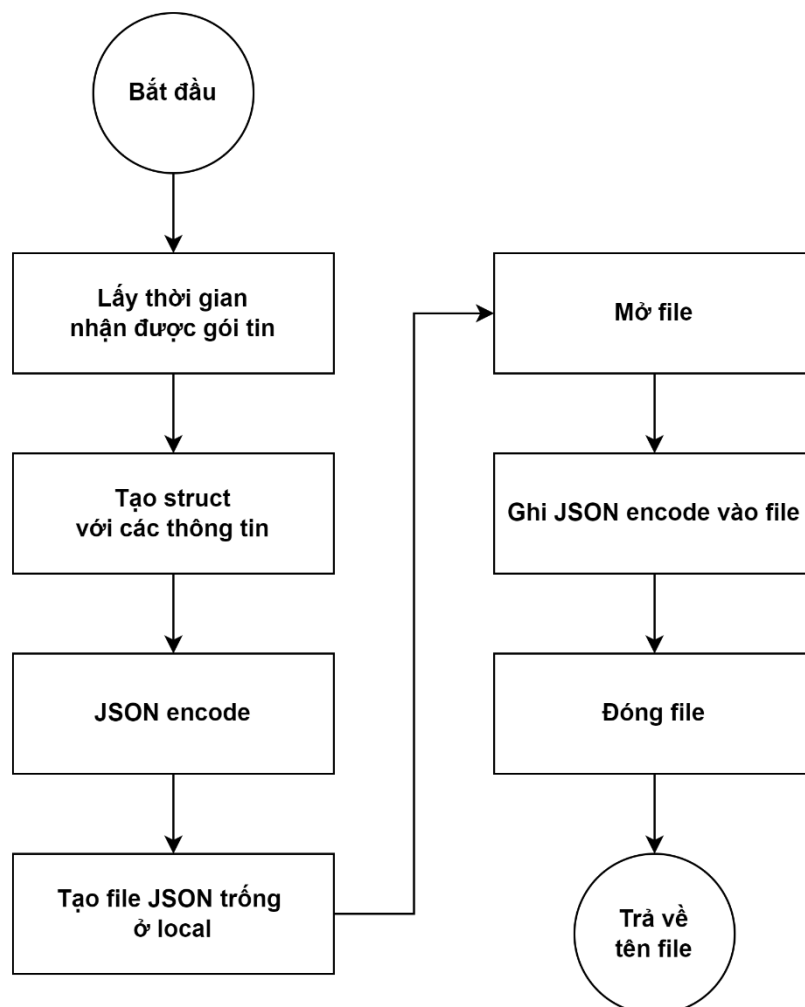 Bắt đầu
Lấy thời gian
nhận được gói tin
Tạo struct
với các thông tin
JSON encode
Tạo file JSON trống
ở local
Mở file
Ghi JSON encode vào file
Đóng file
Trả về
tên file